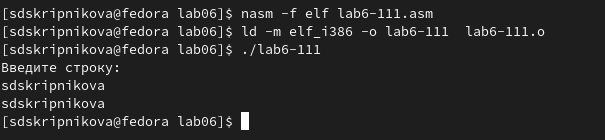 [sdskripnikova@fedora lab06]$ nasm -f elf lab6-111.asm
[sdskripnikova@fedora lab06]$ ld -m elf_i386 -o lab6-111  lab6-111.o
[sdskripnikova@fedora lab06]$ ./lab6-111
Введите строку:
sdskripnikova
sdskripnikova
[sdskripnikova@fedora lab06]$